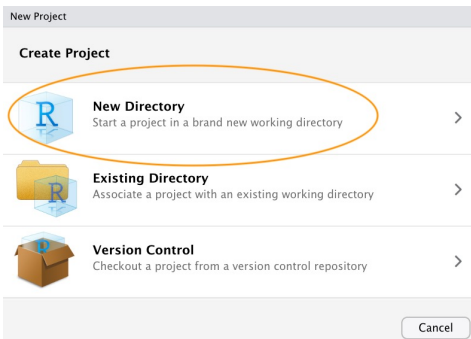 New Project
Create Project
R
New Directory
Start a project in a brand new working directory
R
Existing Directory
Associate a project with an existing working directory
Version Control
Checkout a project from a version control repository
Cancel